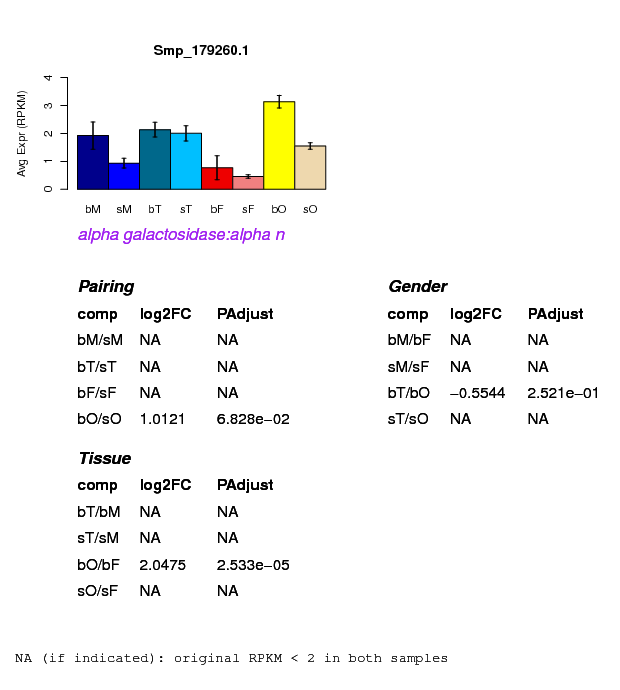 Smp_179260.1
Avg Expr (RPKM)
4
3
2
1
0
bM sM bT sT bF sF bO sO
alpha galactosidase:alpha n
Pairing
comp log2FC PAdjust
bM/sM NA NA
bT/sT NA NA
bF/sF NA NA
bO/sO 1.0121 6.828e−02
Gender
comp log2FC PAdjust
bM/bF NA NA
sM/sF NA NA
bT/bO −0.5544 2.521e−01
sT/sO NA NA
Tissue
comp log2FC PAdjust
bT/bM NA NA
sT/sM NA NA
bO/bF 2.0475 2.533e−05
sO/sF NA NA
NA (if indicated): original RPKM < 2 in both samples